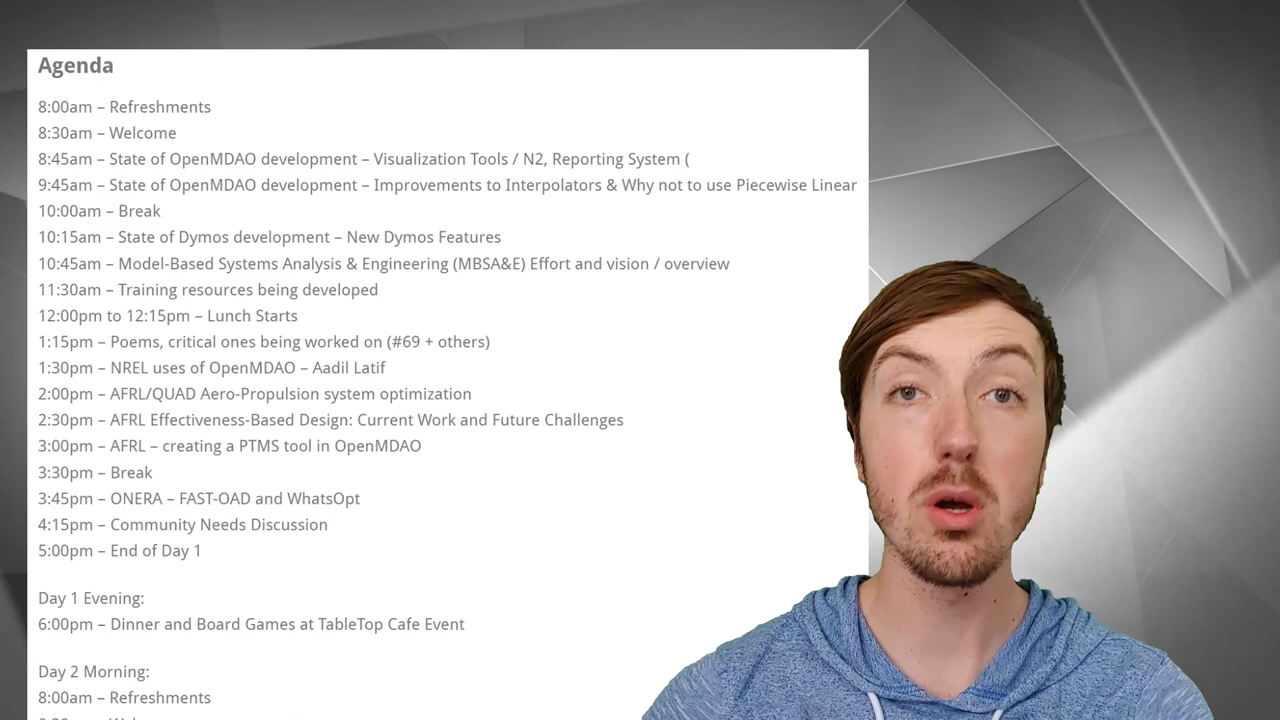 Agenda
8:00am – Refreshments
8:30am – Welcome
8:45am – State of OpenMDAO development – Visualization Tools / N2, Reporting System (
9:45am – State of OpenMDAO development – Improvements to Interpolators & Why not to use Piecewise Linear
10:00am – Break
10:15am – State of Dymos development – New Dymos Features
10:45am – Model-Based Systems Analysis & Engineering (MBSA&E) Effort and vision / overview
11:30am – Training resources being developed
12:00pm to 12:15pm – Lunch Starts
1:15pm – Poems, critical ones being worked on (#69 + others)
1:30pm – NREL uses of OpenMDAO – Aadil Latif
2:00pm – AFRL/QUAD Aero-Propulsion system optimization
2:30pm – AFRL Effectiveness-Based Design: Current Work and Future Challenges
3:00pm – AFRL – creating a PTMS tool in OpenMDAO
3:30pm – Break
3:45pm – ONERA – FAST-OAD and WhatsOpt
4:15pm – Community Needs Discussion
5:00pm – End of Day 1
Day 1 Evening:
6:00pm – Dinner and Board Games at TableTop Cafe Event
Day 2 Morning:
8:00am – Refreshments